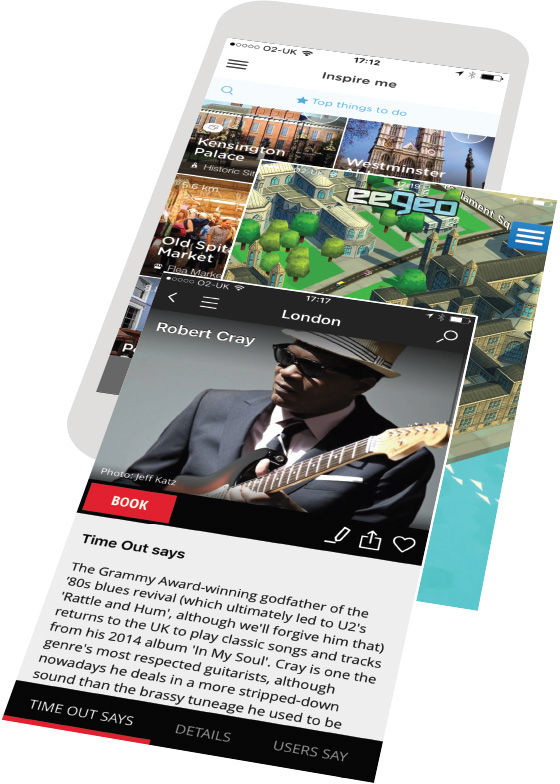 O2-UK 17:12
Inspire me
Top things to do
Kensington
Palace
Westminster
Historic
5.6 km
Old Spit
Market
Flea Marke
eegeo
O2-UK 17:17
London
Robert Cray
Photo: Jeff Katz
BOOK
Time Out says
The Grammy Award-winning godfather of the
'80s blues revival (which ultimately led to U2's
'Rattle and Hum', although we'll forgive him that)
returns to the UK to play classic songs and tracks
from his 2014 album 'In My Soul'. Cray is one the
genre's most respected guitarists, although
nowadays he deals in a more stripped-down
sound than the brassy tuneage he used to be
TIME OUT SAYS DETAILS USERS SAY